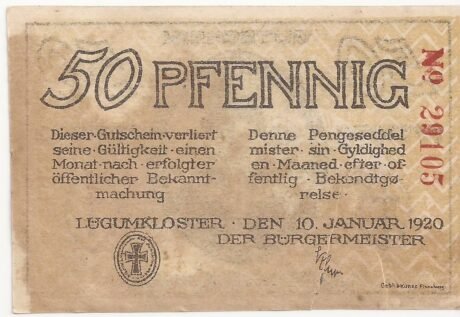 50 PFENNIG
Dieser·Gutschein·verliert
seine·Gültigkeit·einen
Monat·nach·erfolgter
öffentlicher·Bekannt-
machung
Denne Pengeseddel
mister·sin·Gyldighed
en·Maaned·efter·of-
fentlig·Bekendtgø-
relse·
LÜGUMKLOSTER · DEN 10. JANUAR 1920
DER BÜRGERMEISTER
No 29105